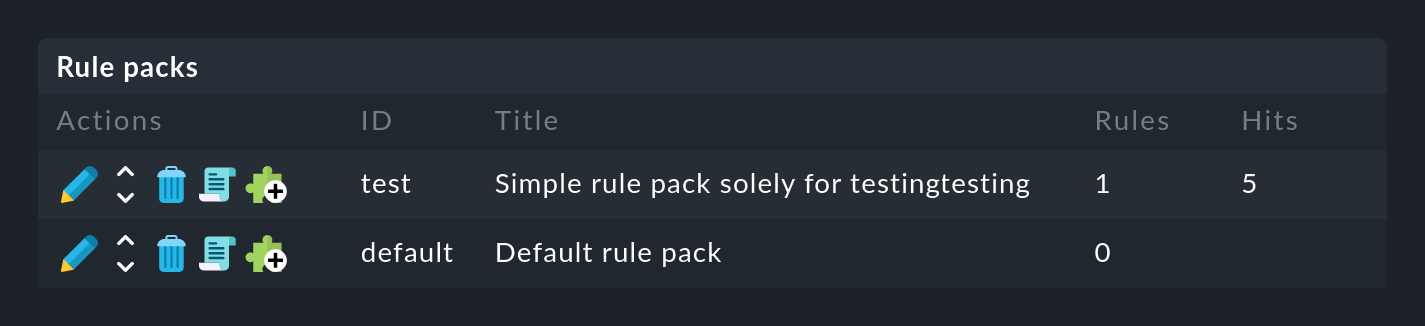 Rule packs
Actions ID Title Rules Hits
test Simple rule pack solely for testingtesting 1 5
default Default rule pack 0